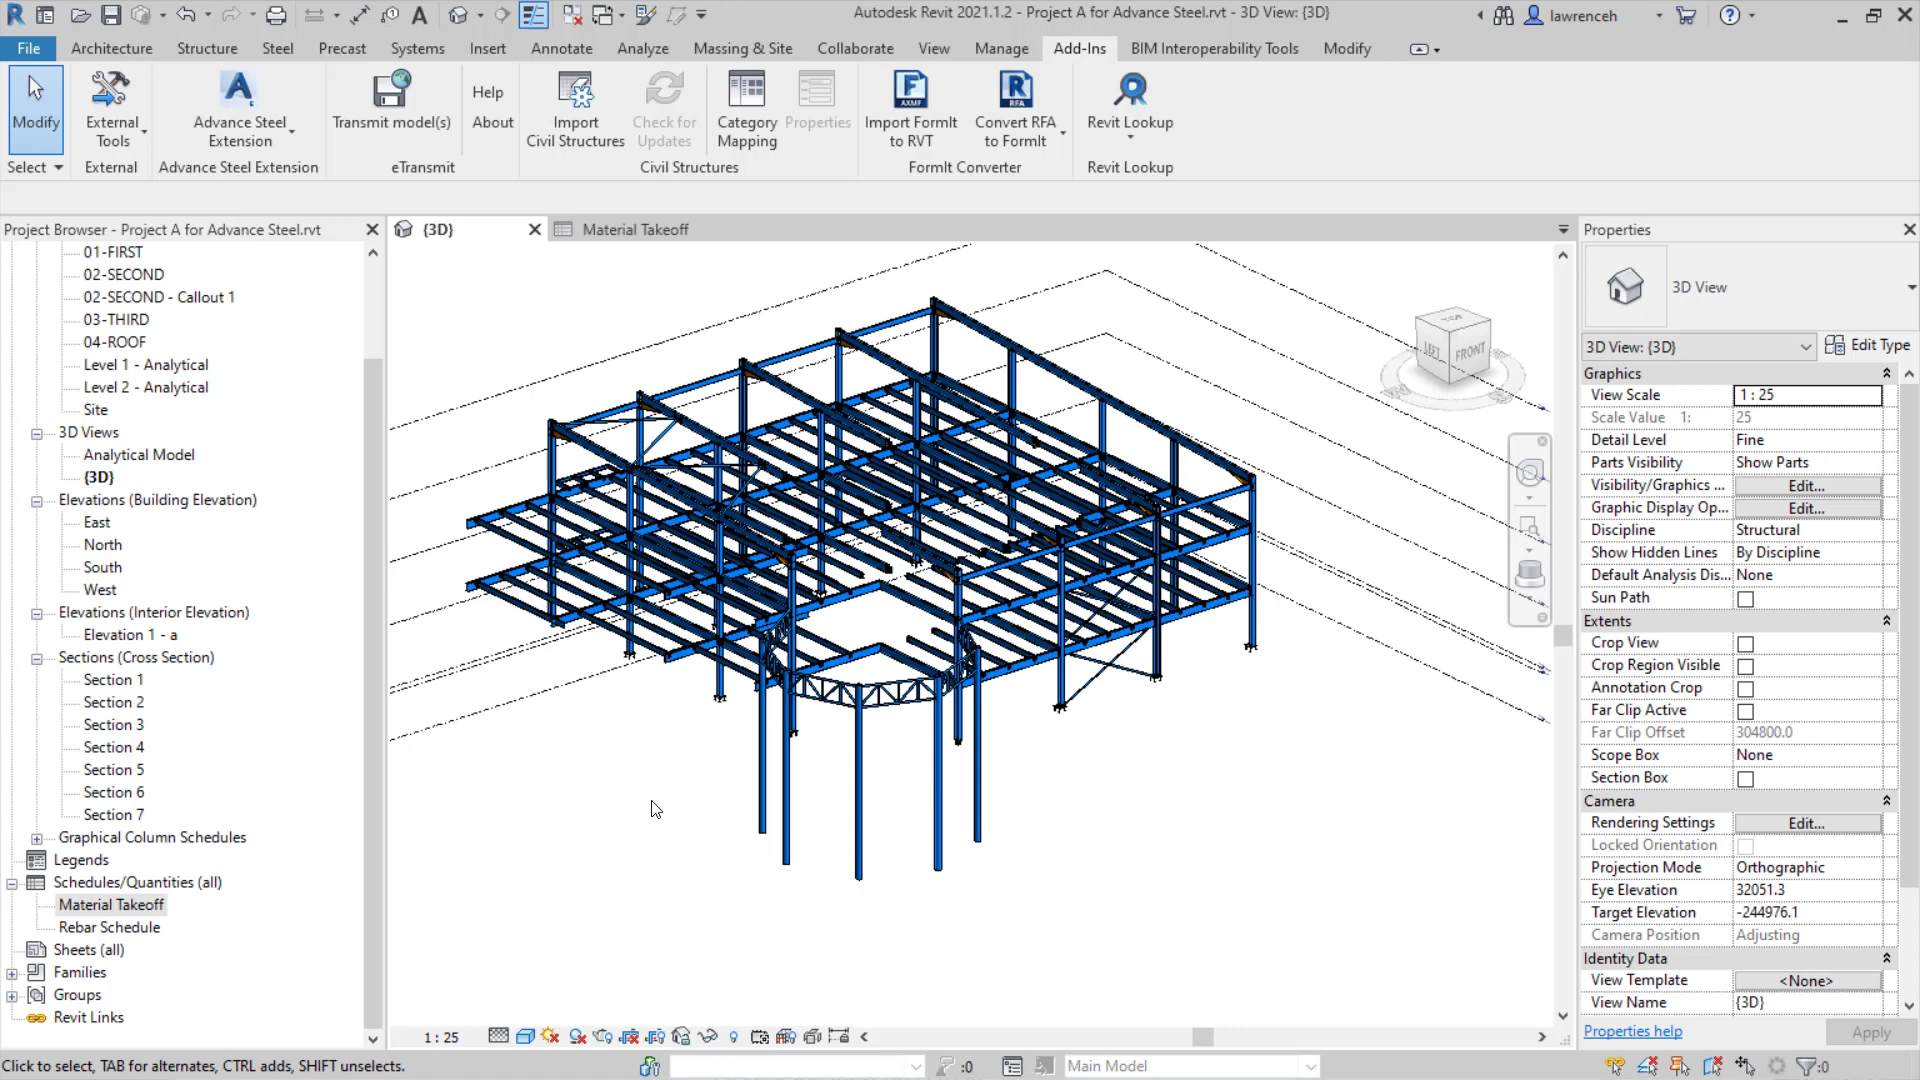 Autodesk Revit 2021.1.2 - Project A for Advance Steel.rvt - 3D View: {3D}
lawrenceh
File
Architecture
Structure
Steel
Precast
Systems
Insert
Annotate
Analyze
Massing & Site
Collaborate
View
Manage
Add-Ins
BIM Interoperability Tools
Modify
Modify
External Tools
Advance Steel Extension
Transmit model(s)
Help
About
Import Civil Structures
Check for Updates
Category Mapping
Properties
Import FormIt to RVT
Convert RFA to FormIt
Revit Lookup
Select
External
Advance Steel Extension
eTransmit
Civil Structures
FormIt Converter
Revit Lookup
Project Browser - Project A for Advance Steel.rvt
01-FIRST
02-SECOND
02-SECOND - Callout 1
03-THIRD
04-ROOF
Level 1 - Analytical
Level 2 - Analytical
Site
3D Views
Analytical Model
{3D}
Elevations (Building Elevation)
East
North
South
West
Elevations (Interior Elevation)
Elevation 1 - a
Sections (Cross Section)
Section 1
Section 2
Section 3
Section 4
Section 5
Section 6
Section 7
Graphical Column Schedules
Legends
Schedules/Quantities (all)
Material Takeoff
Rebar Schedule
Sheets (all)
Families
Groups
Revit Links
{3D}
Material Takeoff
TOP
LEFT
FRONT
1 : 25
Properties
3D View
3D View: {3D}
Edit Type
Graphics
View Scale 1 : 25
Scale Value 1: 25
Detail Level Fine
Parts Visibility Show Parts
Visibility/Graphics ... Edit...
Graphic Display Op... Edit...
Discipline Structural
Show Hidden Lines By Discipline
Default Analysis Dis... None
Sun Path
Extents
Crop View
Crop Region Visible
Annotation Crop
Far Clip Active
Far Clip Offset 304800.0
Scope Box None
Section Box
Camera
Rendering Settings Edit...
Locked Orientation
Projection Mode Orthographic
Eye Elevation 32051.3
Target Elevation -244976.1
Camera Position Adjusting
Identity Data
View Template <None>
View Name {3D}
Properties help
Apply
Click to select, TAB for alternates, CTRL adds, SHIFT unselects.
:0
Main Model
:0